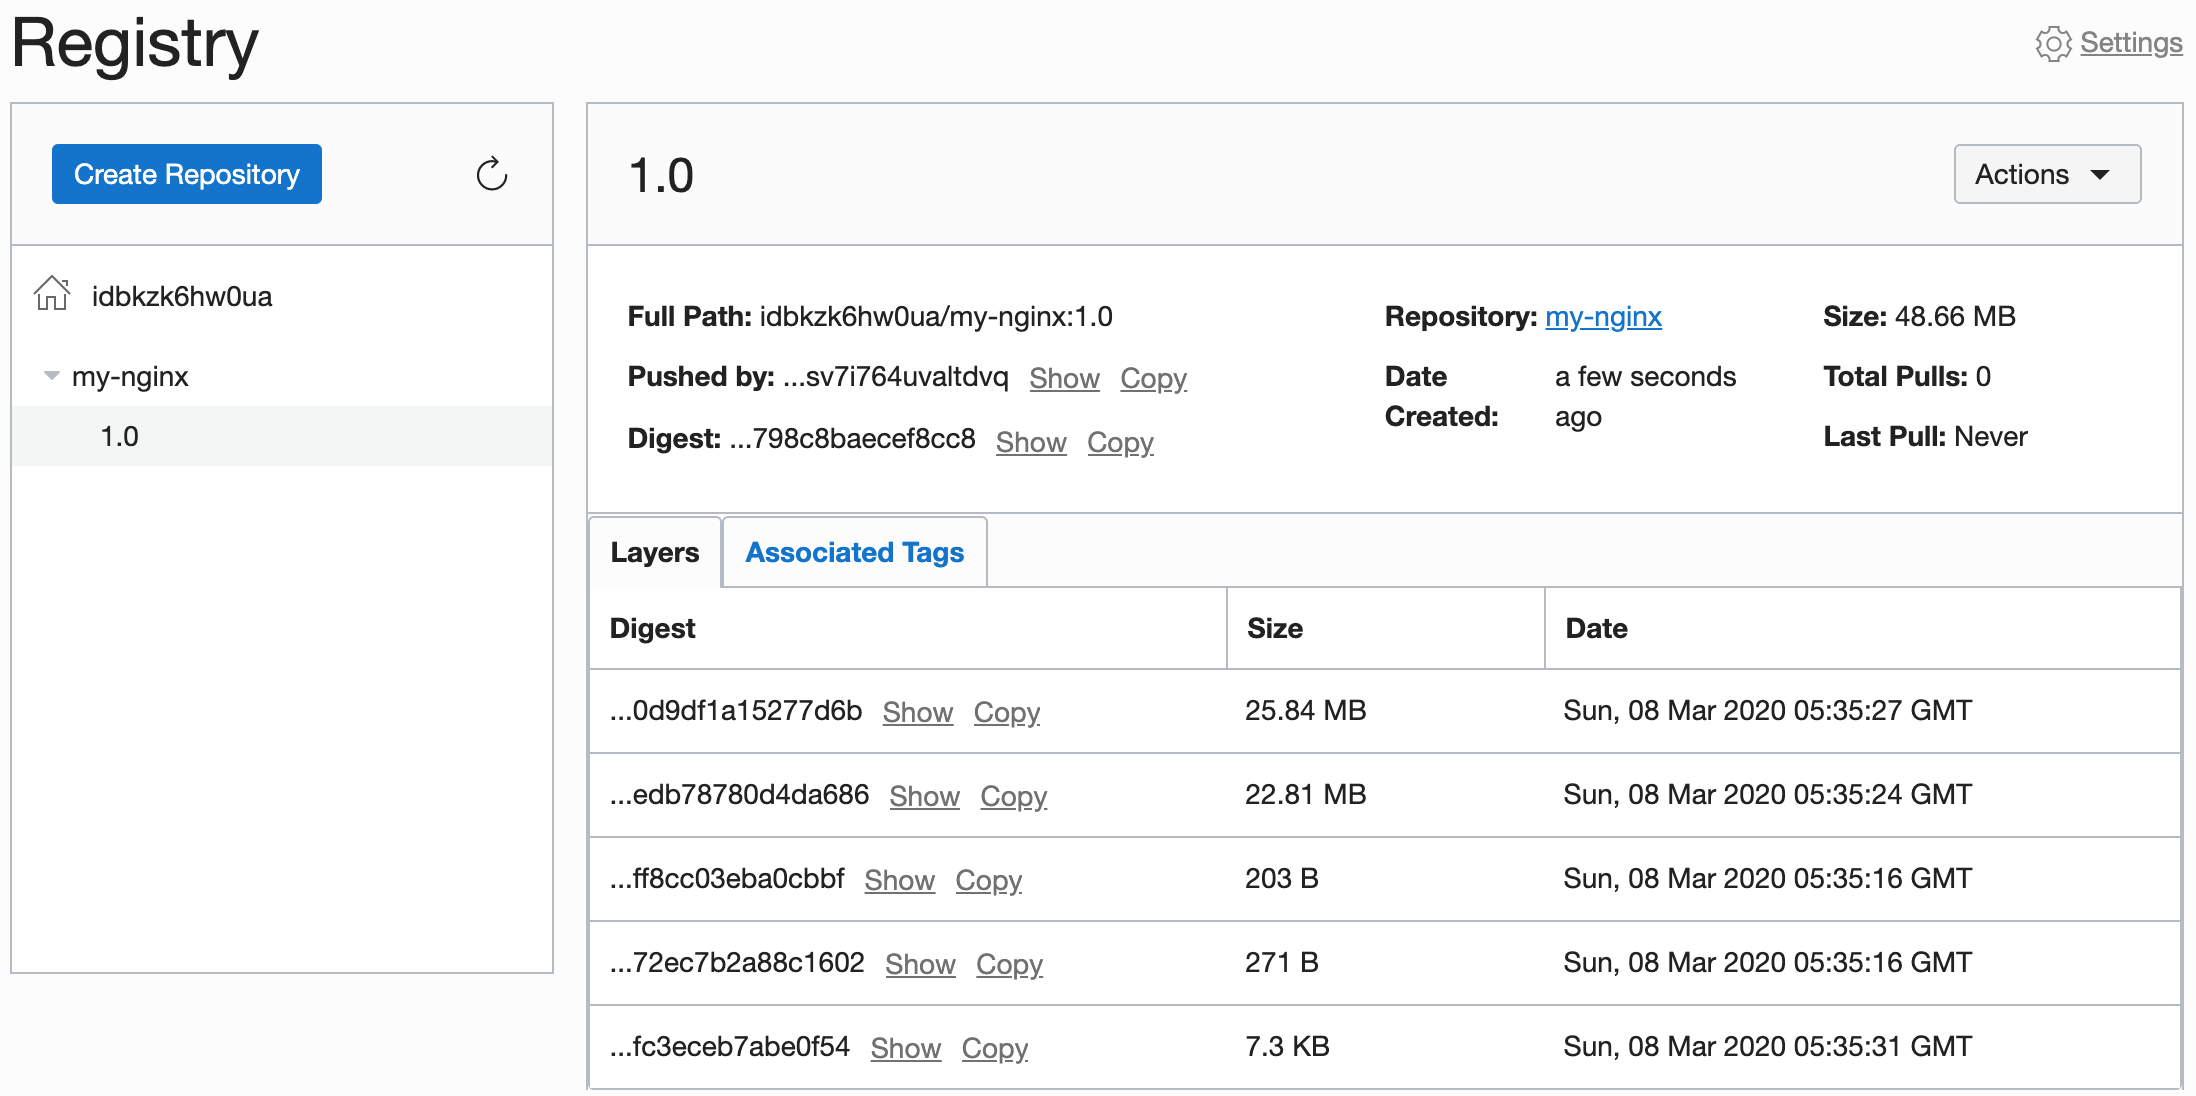 Registry
Settings
Create Repository
idbkzk6hw0ua
my-nginx
1.0
1.0
Actions
Full Path: idbkzk6hw0ua/my-nginx:1.0
Pushed by: ...sv7i764uvaltdvq Show Copy
Digest: ...798c8baecef8cc8 Show Copy
Repository: my-nginx
Date Created: a few seconds ago
Size: 48.66 MB
Total Pulls: 0
Last Pull: Never
Layers Associated Tags
Digest Size Date
...0d9df1a15277d6b Show Copy 25.84 MB Sun, 08 Mar 2020 05:35:27 GMT
...edb78780d4da686 Show Copy 22.81 MB Sun, 08 Mar 2020 05:35:24 GMT
...ff8cc03eba0cbbf Show Copy 203 B Sun, 08 Mar 2020 05:35:16 GMT
...72ec7b2a88c1602 Show Copy 271 B Sun, 08 Mar 2020 05:35:16 GMT
...fc3eceb7abe0f54 Show Copy 7.3 KB Sun, 08 Mar 2020 05:35:31 GMT